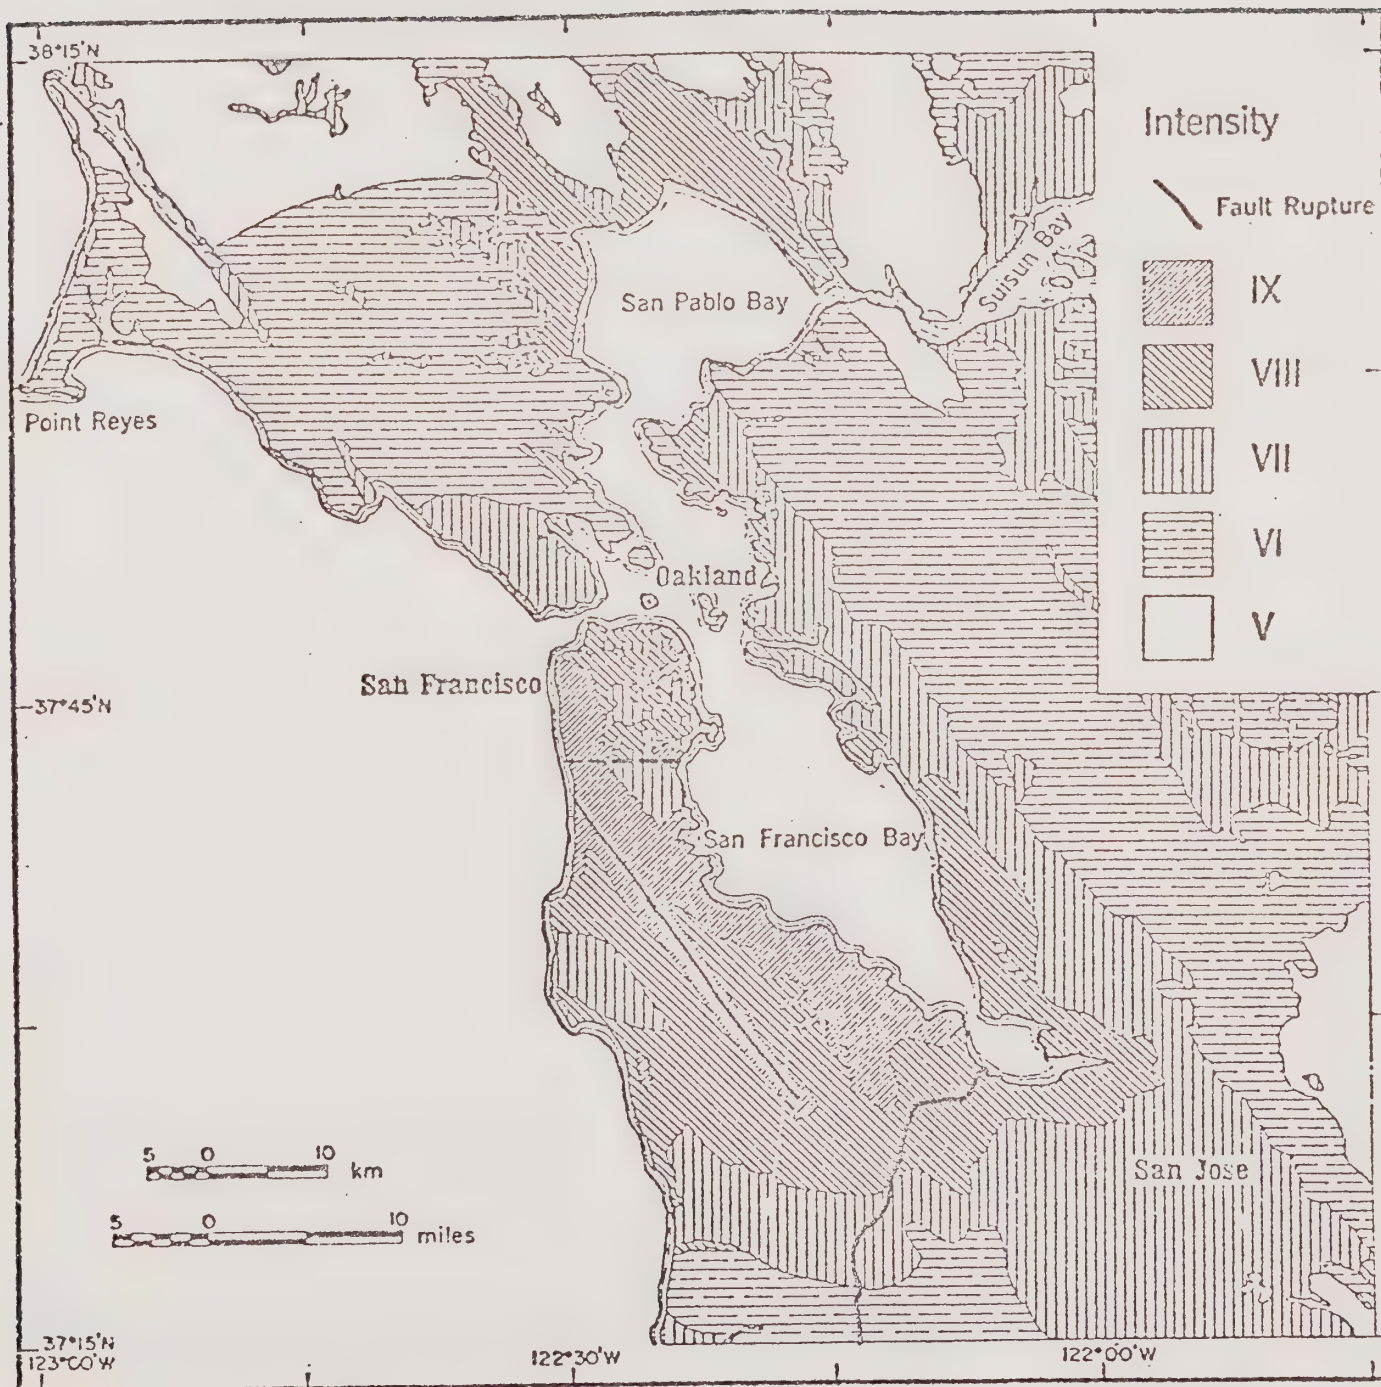 38°15'N
Intensity
Fault Rupture
Suisun Bay
IX
San Pablo Bay
VIII
Point Reyes
VII
VI
Oakland
V
San Francisco
37°45'N
San Francisco Bay
5 0 10
km
San Jose
5 0 10
miles
37°15'N
123°00'W
122°30'W
122°00'W